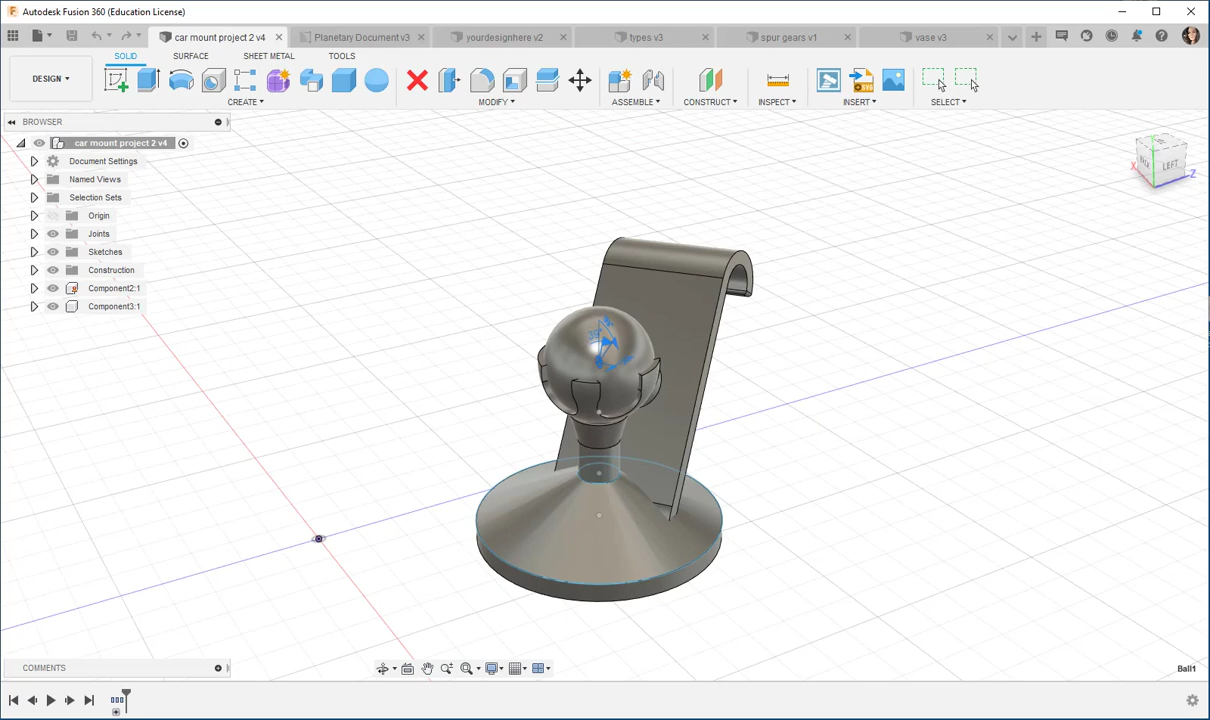 Autodesk Fusion 360 (Education License)
car mount project 2 v4
Planetary Document v3
yourdesignhere v2
types v3
spur gears v1
vase v3
SOLID
SURFACE
SHEET METAL
TOOLS
DESIGN
CREATE
MODIFY
ASSEMBLE
CONSTRUCT
INSPECT
INSERT
SELECT
BROWSER
car mount project 2 v4
Document Settings
Named Views
Selection Sets
Origin
Joints
Sketches
Construction
Component2:1
Component3:1
LEFT
X
Z
COMMENTS
Ball1